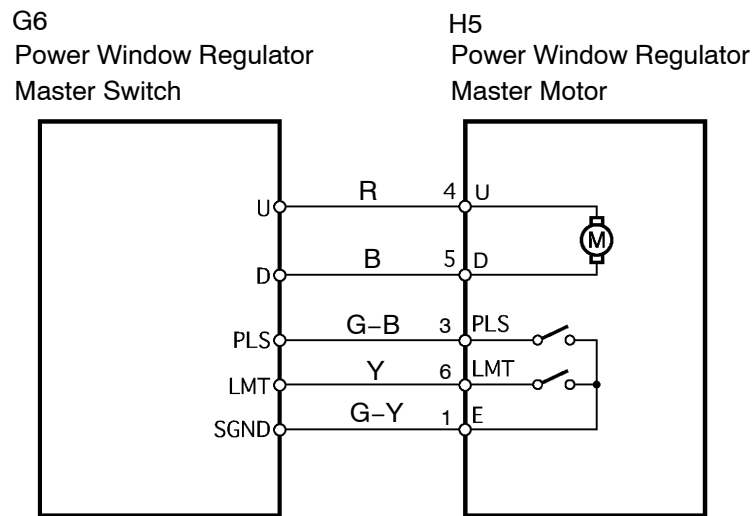 G6
Power Window Regulator
Master Switch
H5
Power Window Regulator
Master Motor
U R 4 U
M
D B 5 D
PLS G–B 3 PLS
LMT Y 6 LMT
SGND G–Y 1 E